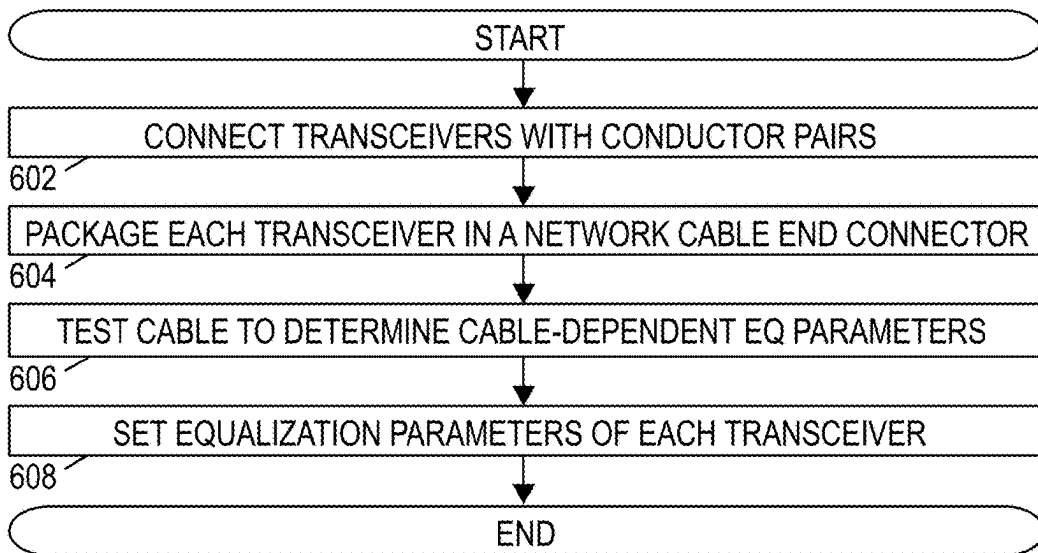 START
CONNECT TRANSCEIVERS WITH CONDUCTOR PAIRS
602
PACKAGE EACH TRANSCEIVER IN A NETWORK CABLE END CONNECTOR
604
TEST CABLE TO DETERMINE CABLE-DEPENDENT EQ PARAMETERS
606
SET EQUALIZATION PARAMETERS OF EACH TRANSCEIVER
608
END